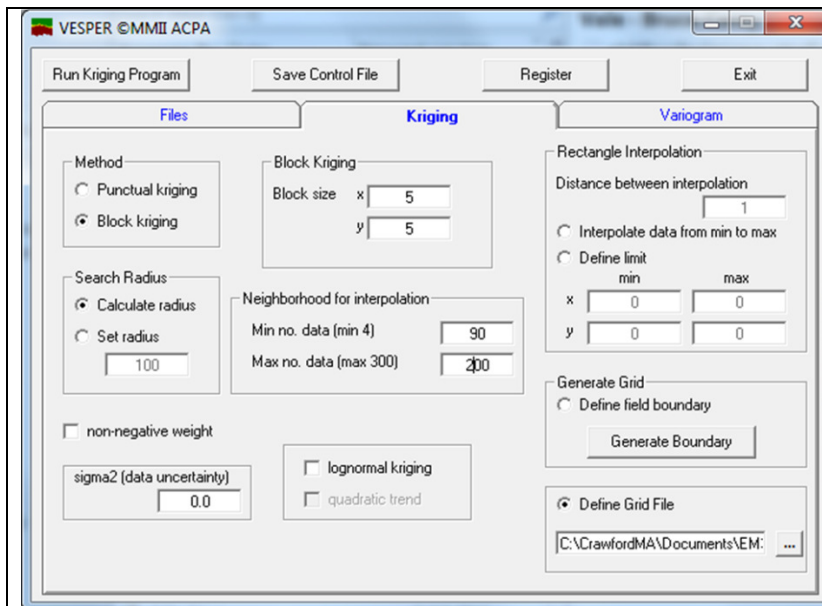 VESPER ©MMII ACPA
Run Kriging Program
Save Control File
Register
Exit
Files
Kriging
Variogram
Method
Punctual kriging
Block kriging
Block Kriging
Block size x 5
y 5
Rectangle Interpolation
Distance between interpolation
1
Interpolate data from min to max
Define limit
min max
x 0 0
y 0 0
Search Radius
Calculate radius
Set radius
100
Neighborhood for interpolation
Min no. data (min 4) 90
Max no. data (max 300) 200
Generate Grid
Define field boundary
Generate Boundary
non-negative weight
sigma2 (data uncertainty)
0.0
lognormal kriging
quadratic trend
Define Grid File
C:\CrawfordMA\Documents\EM:
...